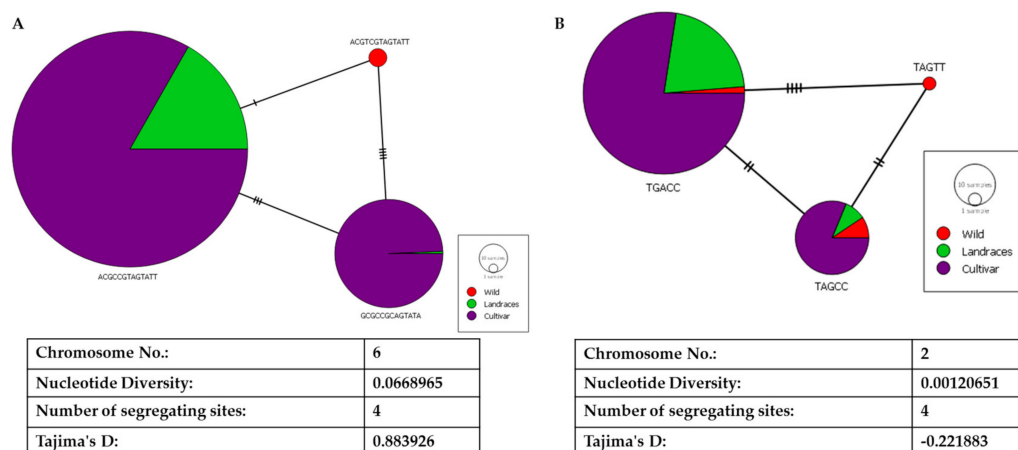 A
ACGTCGTAGTATT
ACGCCGTAGTATT
GCGCCGCAGTATA
10 samples
1 sample
Wild
Landraces
Cultivar
Chromosome No.: 6
Nucleotide Diversity: 0.0668965
Number of segregating sites: 4
Tajima's D: 0.883926
B
TAGTT
TGACC
TAGCC
10 samples
1 sample
Wild
Landraces
Cultivar
Chromosome No.: 2
Nucleotide Diversity: 0.00120651
Number of segregating sites: 4
Tajima's D: -0.221883